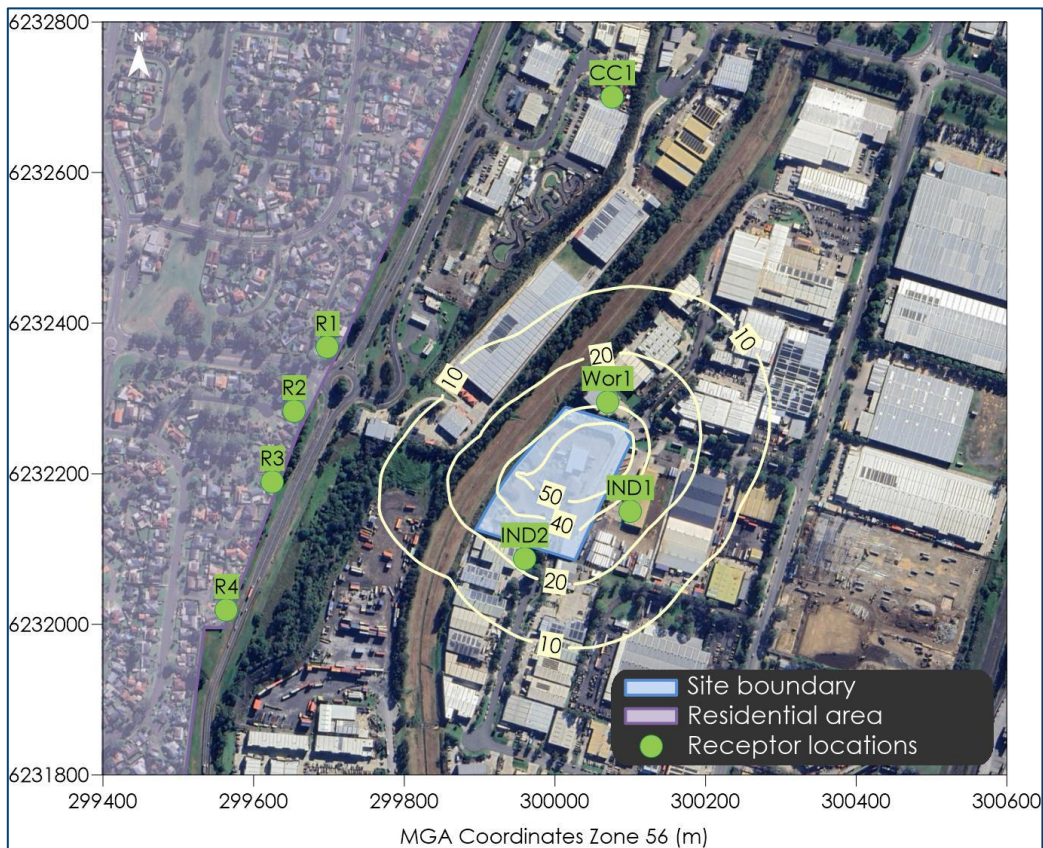 6232800
N
CC1
6232600
6232400
R1
10
20
10
Wor1
R2
6232200
R3
IND1
50
40
IND2
R4
20
6232000
10
Site boundary
Residential area
Receptor locations
6231800
299400
299600
299800
300000
300200
300400
300600
MGA Coordinates Zone 56 (m)